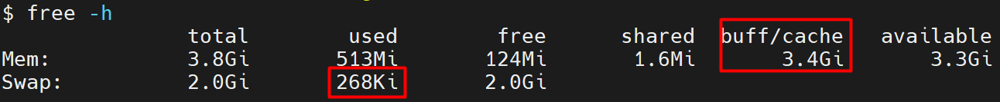 $ free -h
total used free shared buff/cache available
Mem: 3.8Gi 513Mi 124Mi 1.6Mi 3.4Gi 3.3Gi
Swap: 2.0Gi 268Ki 2.0Gi